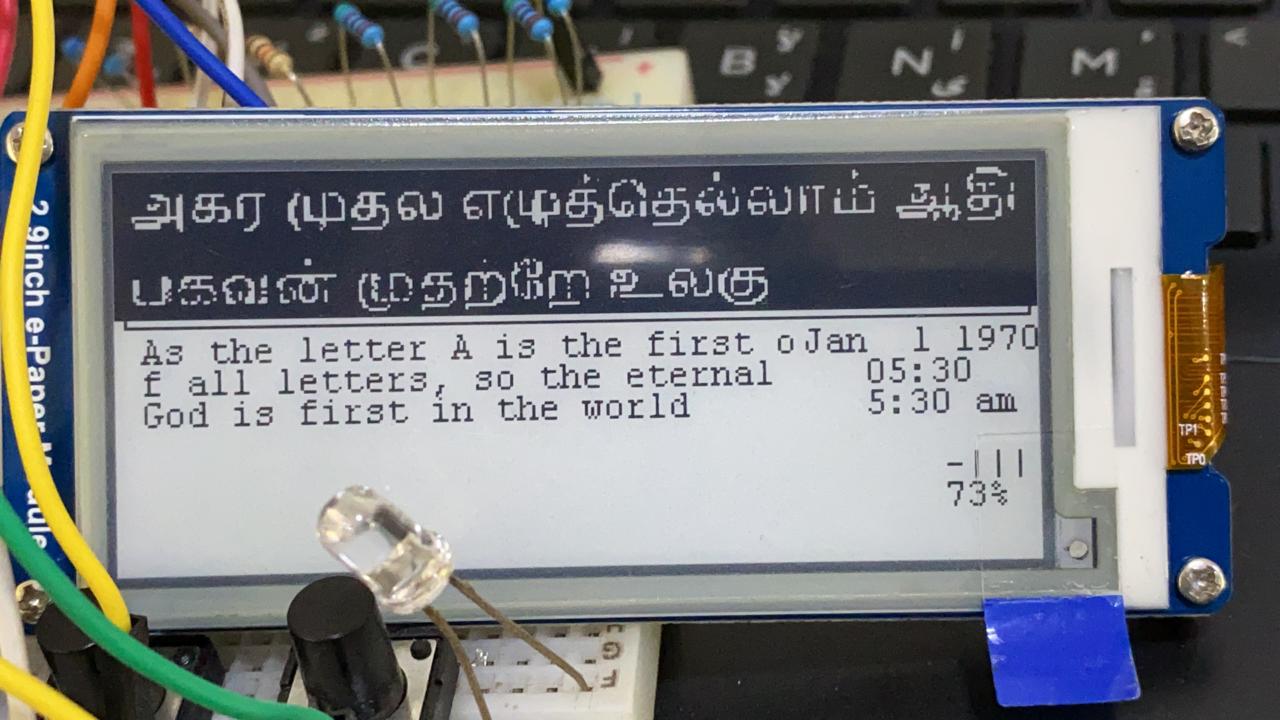 அகர முதல எழுத்தெல்லாம் ஆதி
பகவன் முதற்றே உலகு
As the letter A is the first o
f all letters, so the eternal
God is first in the world
Jan 1 1970
05:30
5:30 am
-|||
73%
2.9inch e-Paper Module
TP1
TP0
B
N
M
C G F